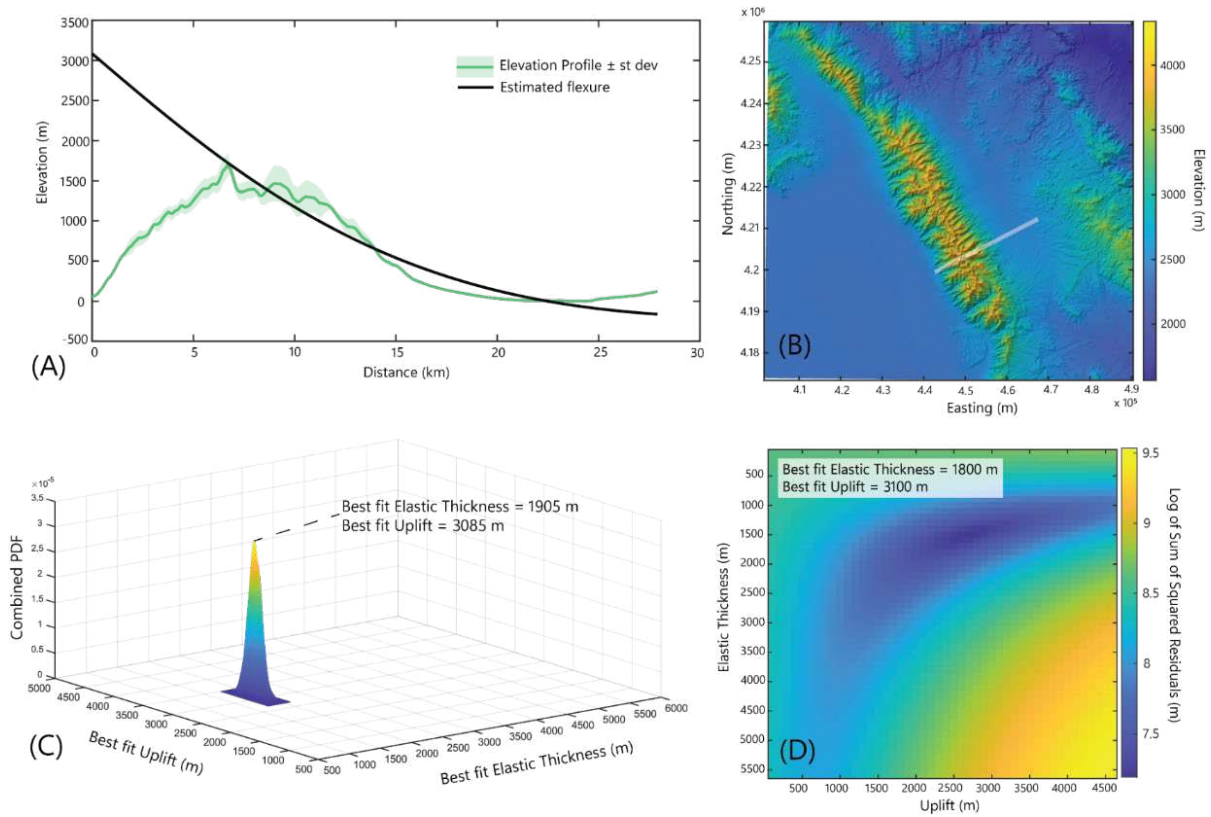 3500
3000
2500
2000
1500
1000
500
0
-500
0 5 10 15 20 25 30
Elevation (m)
Distance (km)
Elevation Profile ± st dev
Estimated flexure
(A)
× 10⁶
4.25
4.24
4.23
4.22
4.21
4.2
4.19
4.18
Northing (m)
4.1 4.2 4.3 4.4 4.5 4.6 4.7 4.8 4.9
× 10⁵
Easting (m)
(B)
4000
3500
3000
2500
2000
Elevation (m)
×10⁻⁶
3.5
3
2.5
2
1.5
1
0.5
0
Combined PDF
Best fit Elastic Thickness = 1905 m
Best fit Uplift = 3085 m
5000
4500
4000
3500
3000
2500
2000
1500
1000
500
Best fit Uplift (m)
500
1000
1500
2000
2500
3000
3500
4000
4500
5000
5500
6000
Best fit Elastic Thickness (m)
(C)
Best fit Elastic Thickness = 1800 m
Best fit Uplift = 3100 m
500
1000
1500
2000
2500
3000
3500
4000
4500
5000
5500
Elastic Thickness (m)
500 1000 1500 2000 2500 3000 3500 4000 4500
Uplift (m)
(D)
9.5
9
8.5
8
7.5
Log of Sum of Squared Residuals (m)